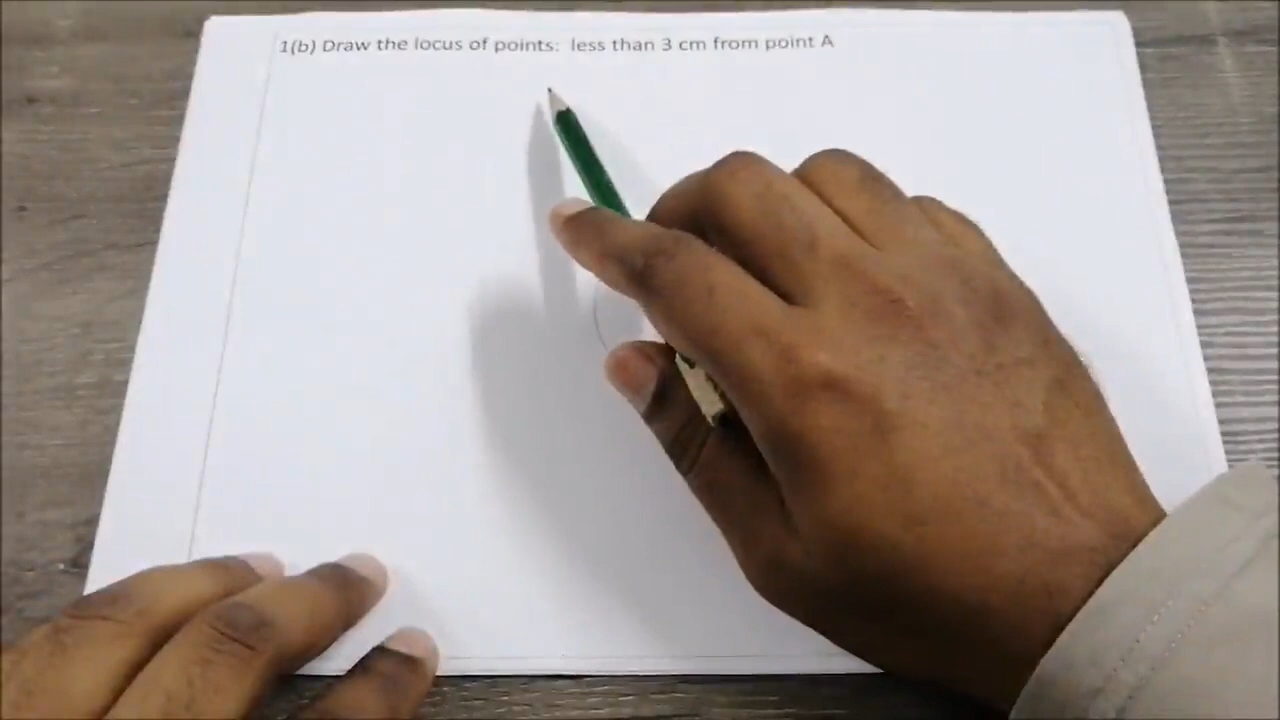 1(b) Draw the locus of points: less than 3 cm from point A